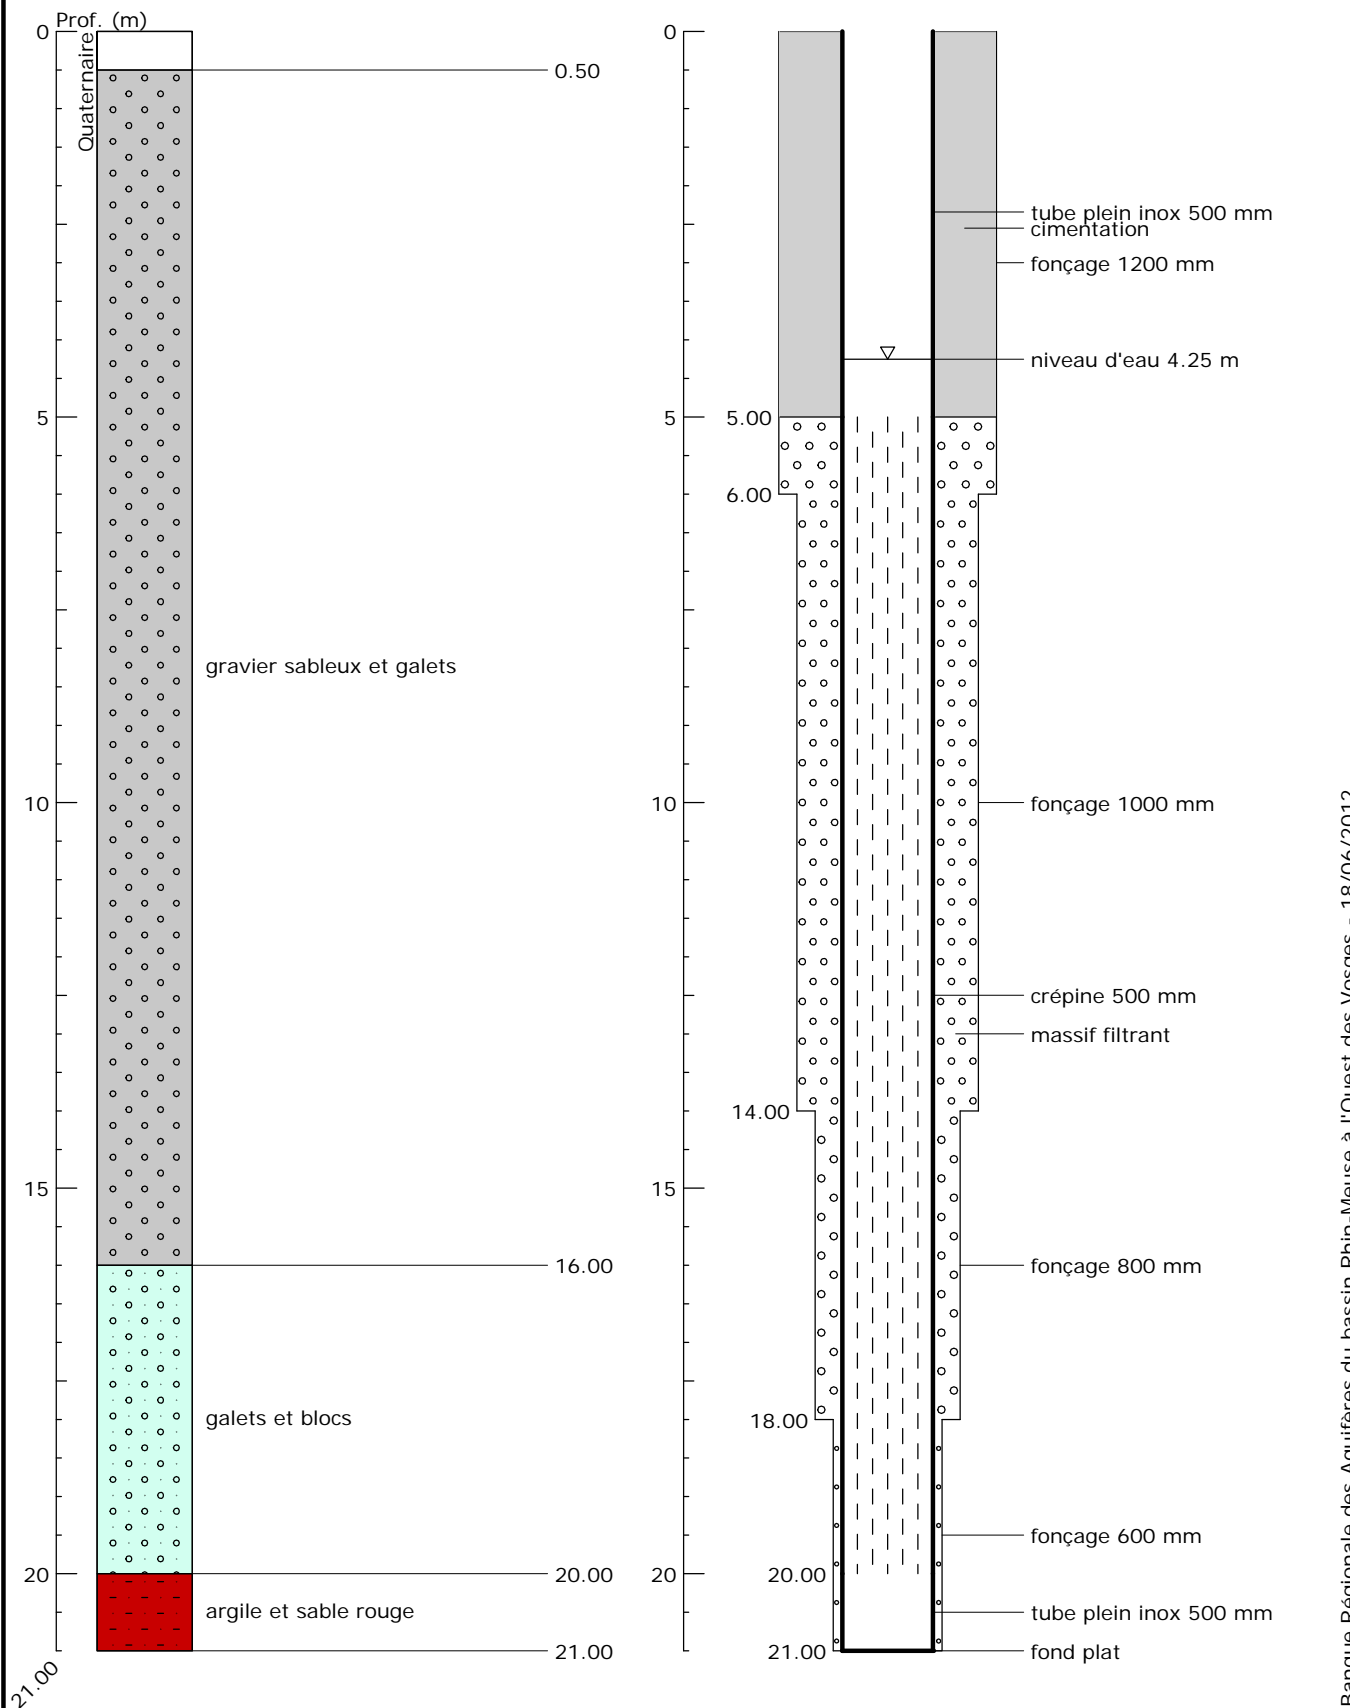 Prof. (m)
Quaternaire
0
5
10
15
20
21.00
0.50
gravier sableux et galets
16.00
galets et blocs
20.00
argile et sable rouge
21.00
0
5
10
15
20
5.00
6.00
14.00
18.00
20.00
21.00
tube plein inox 500 mm
cimentation
fonçage 1200 mm
niveau d'eau 4.25 m
fonçage 1000 mm
crépine 500 mm
massif filtrant
fonçage 800 mm
fonçage 600 mm
tube plein inox 500 mm
fond plat
Banque Régionale des Aquifères du bassin Rhin-Meuse à l'Ouest des Vosges - 18/06/2012